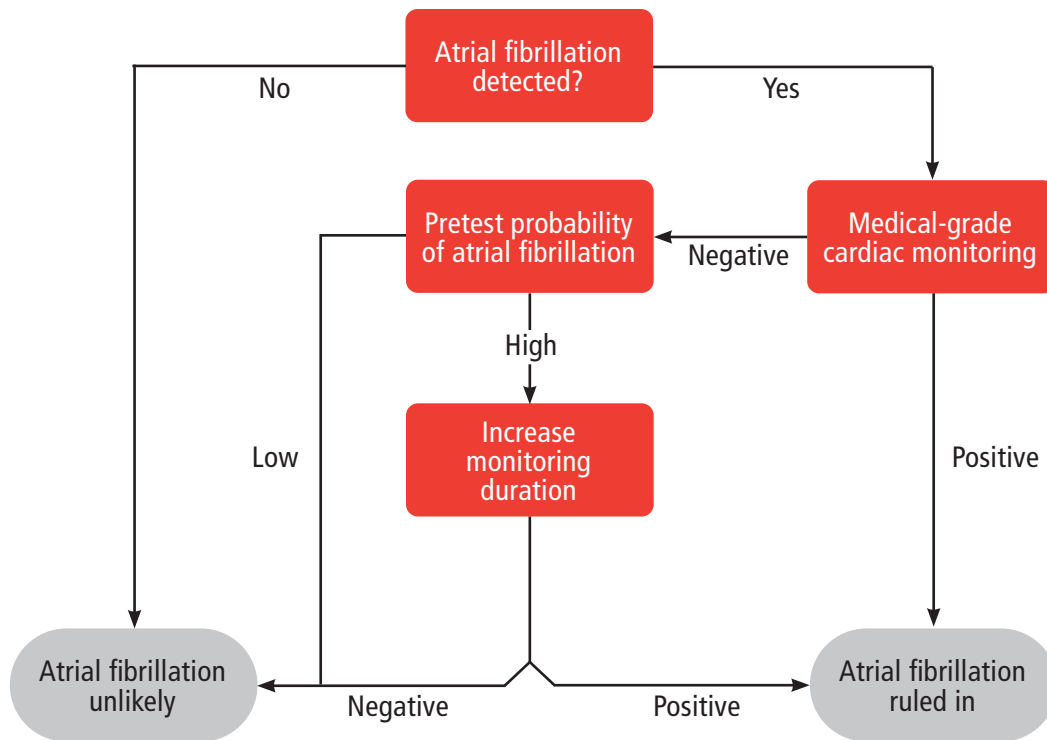 Atrial fibrillation
detected?
No
Yes
Pretest probability
of atrial fibrillation
Negative
Medical-grade
cardiac monitoring
High
Low
Increase
monitoring
duration
Positive
Atrial fibrillation
unlikely
Negative
Positive
Atrial fibrillation
ruled in